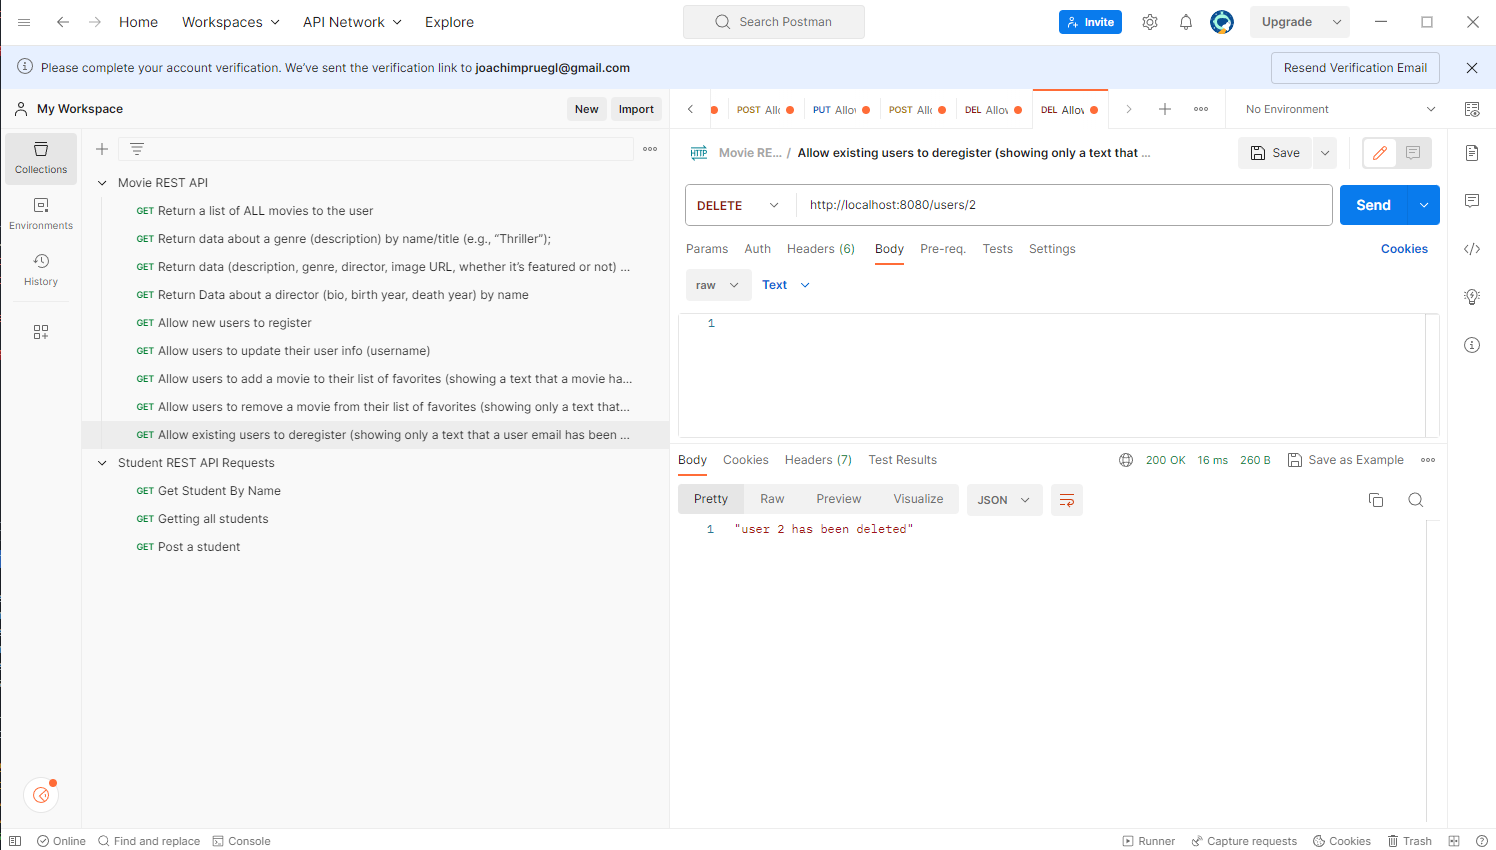 Home Workspaces API Network Explore Search Postman Invite Upgrade
Please complete your account verification. We've sent the verification link to joachimpruegl@gmail.com Resend Verification Email
My Workspace New Import
Collections
Environments
History
Movie REST API
GET Return a list of ALL movies to the user
GET Return data about a genre (description) by name/title (e.g., “Thriller”);
GET Return data (description, genre, director, image URL, whether it’s featured or not) ...
GET Return Data about a director (bio, birth year, death year) by name
GET Allow new users to register
GET Allow users to update their user info (username)
GET Allow users to add a movie to their list of favorites (showing a text that a movie ha...
GET Allow users to remove a movie from their list of favorites (showing only a text that...
GET Allow existing users to deregister (showing only a text that a user email has been ...
Student REST API Requests
GET Get Student By Name
GET Getting all students
GET Post a student
POST Allo PUT Allow POST Allo DEL Allow DEL Allow No Environment
HTTP Movie RE... / Allow existing users to deregister (showing only a text that ... Save
DELETE http://localhost:8080/users/2 Send
Params Auth Headers (6) Body Pre-req. Tests Settings Cookies
raw Text
1
Body Cookies Headers (7) Test Results 200 OK 16 ms 260 B Save as Example
Pretty Raw Preview Visualize JSON
1 "user 2 has been deleted"
Online Find and replace Console Runner Capture requests Cookies Trash